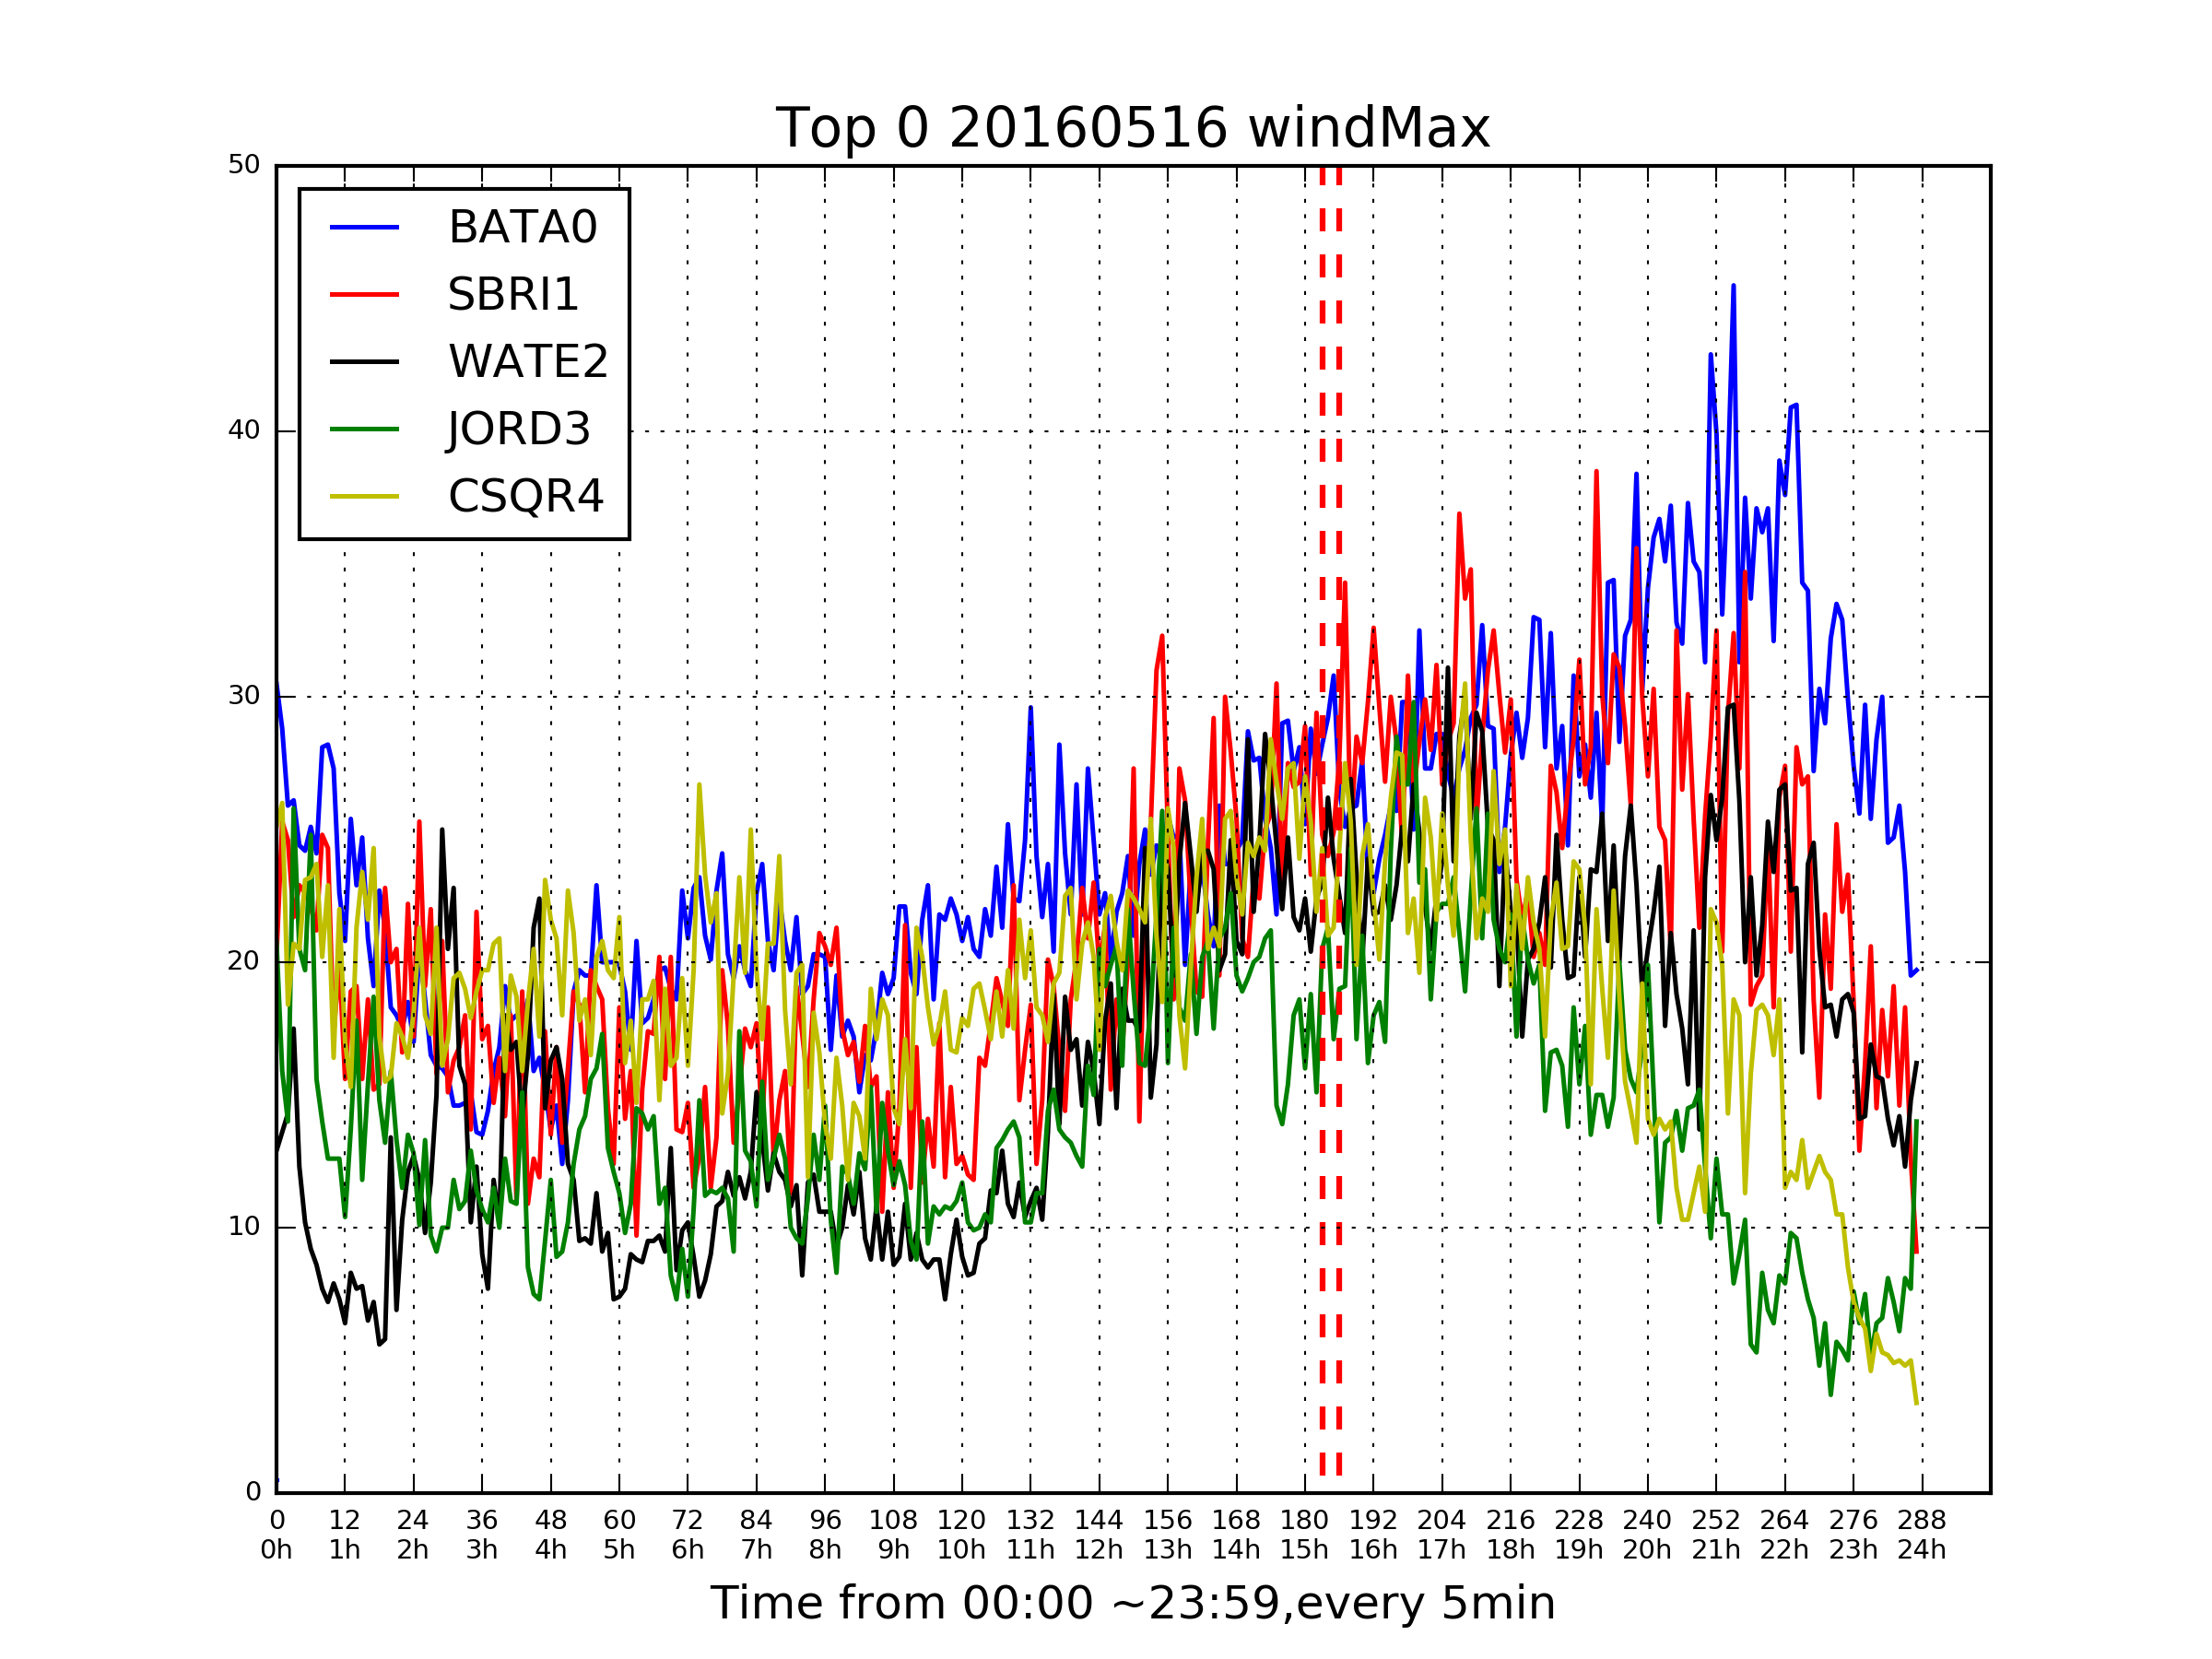 Top 0 20160516 windMax
50
40
30
20
10
0
BATA0
SBRI1
WATE2
JORD3
CSQR4
0 12 24 36 48 60 72 84 96 108 120 132 144 156 168 180 192 204 216 228 240 252 264 276 288
0h 1h 2h 3h 4h 5h 6h 7h 8h 9h 10h 11h 12h 13h 14h 15h 16h 17h 18h 19h 20h 21h 22h 23h 24h
Time from 00:00 ~23:59,every 5min